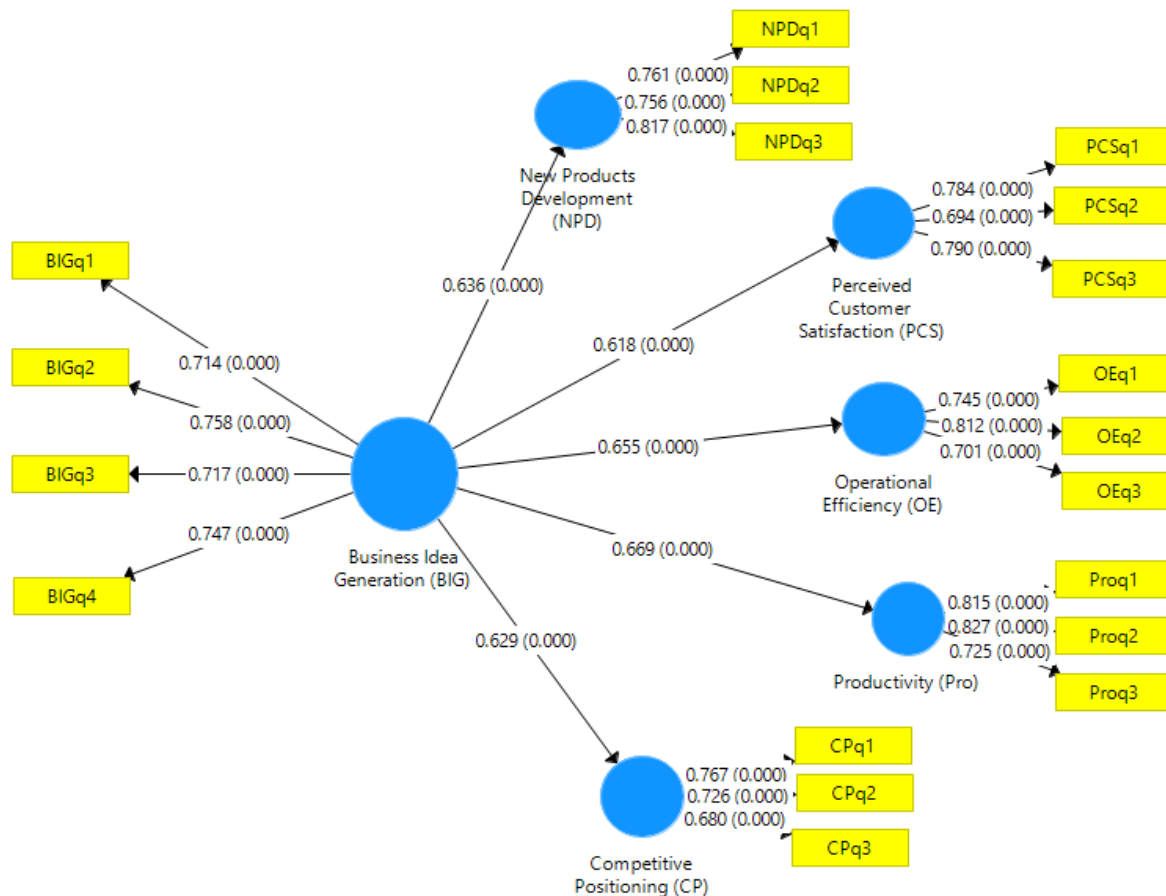 NPDq1
0.761 (0.000)
NPDq2
0.756 (0.000)
0.817 (0.000)
NPDq3
New Products
Development
(NPD)
PCSq1
0.784 (0.000)
PCSq2
0.694 (0.000)
0.790 (0.000)
PCSq3
Perceived
Customer
Satisfaction (PCS)
BIGq1
0.636 (0.000)
0.618 (0.000)
0.714 (0.000)
BIGq2
0.758 (0.000)
BIGq3
0.717 (0.000)
0.747 (0.000)
BIGq4
Business Idea
Generation (BIG)
0.655 (0.000)
OEq1
0.745 (0.000)
0.812 (0.000)
OEq2
0.701 (0.000)
OEq3
Operational
Efficiency (OE)
0.669 (0.000)
Proq1
0.815 (0.000)
0.827 (0.000)
Proq2
0.725 (0.000)
Proq3
Productivity (Pro)
0.629 (0.000)
CPq1
0.767 (0.000)
0.726 (0.000)
CPq2
0.680 (0.000)
CPq3
Competitive
Positioning (CP)